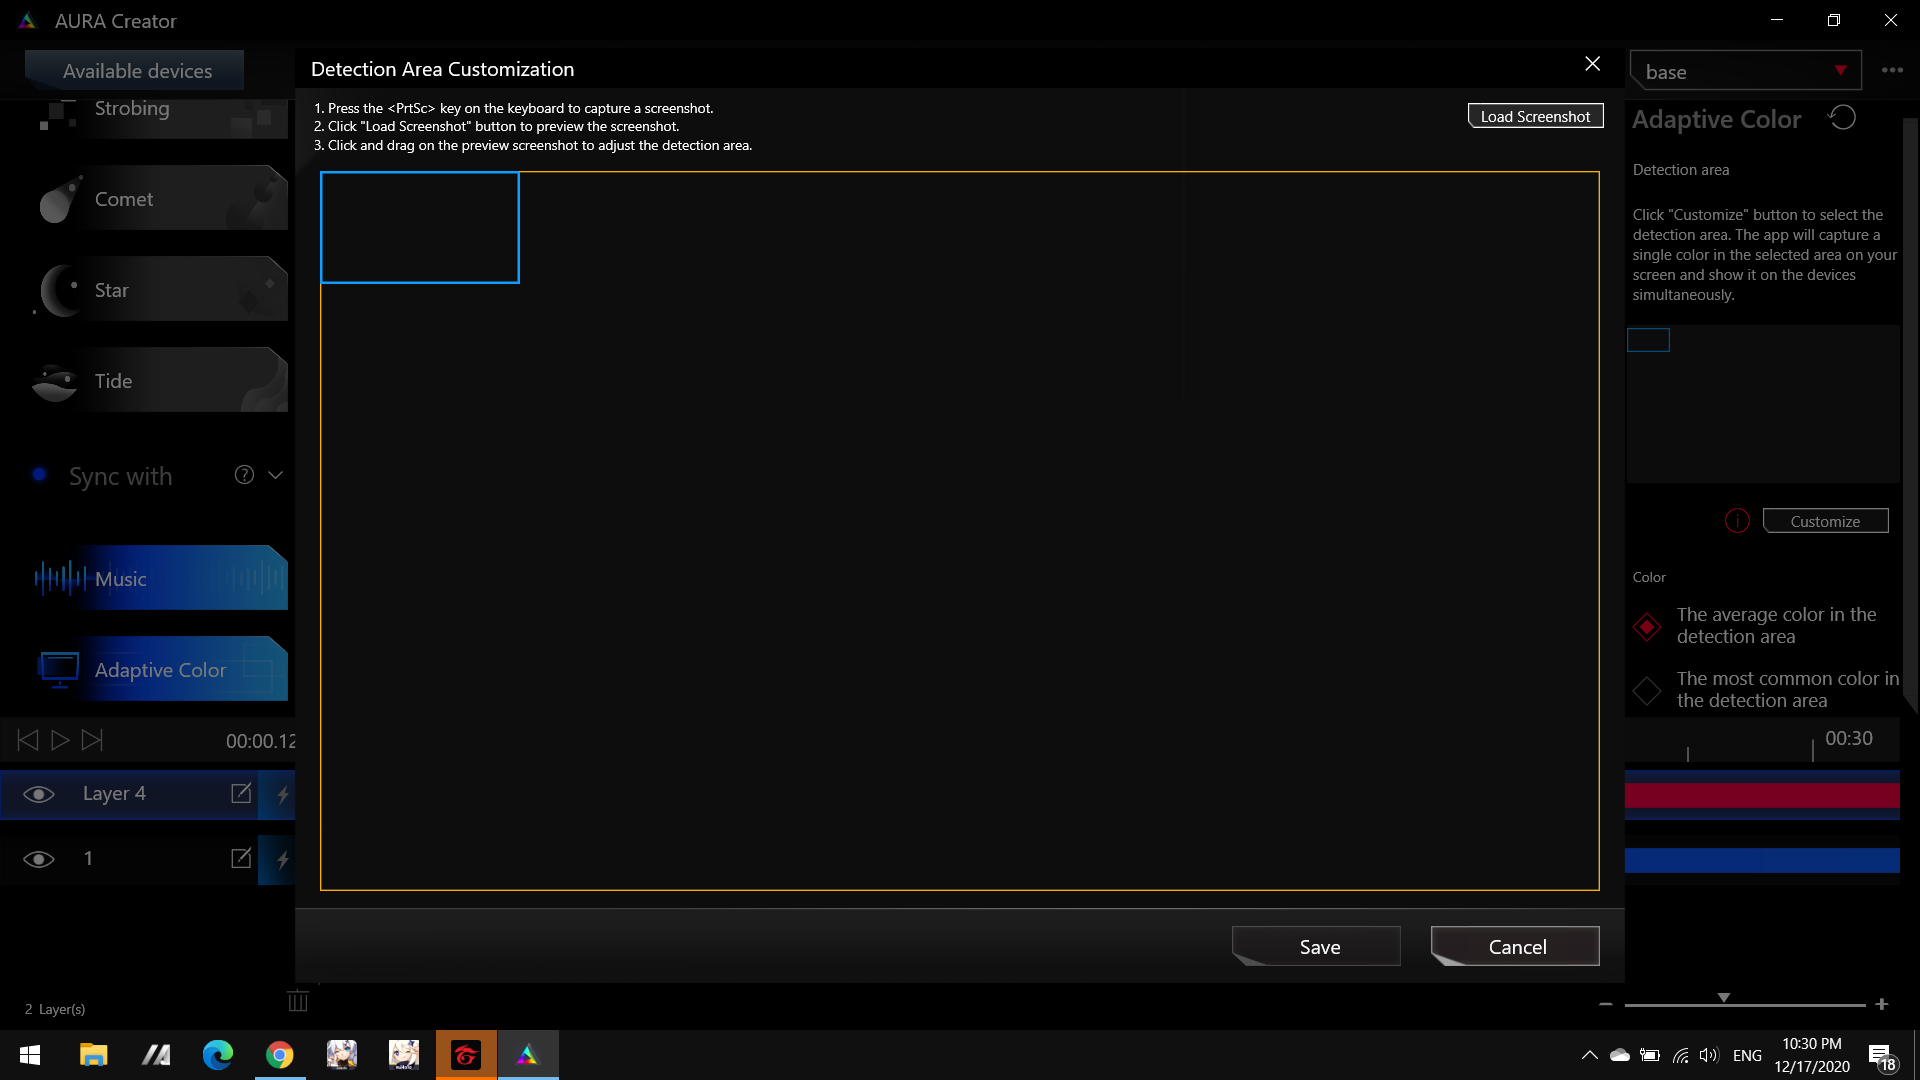 AURA Creator
Available devices
Strobing
Comet
Star
Tide
Sync with
?
Music
Adaptive Color
00:00.12
Layer 4
1
2 Layer(s)
Detection Area Customization
1. Press the <PrtSc> key on the keyboard to capture a screenshot.
2. Click "Load Screenshot" button to preview the screenshot.
3. Click and drag on the preview screenshot to adjust the detection area.
Load Screenshot
Save
Cancel
base
Adaptive Color
Detection area
Click "Customize" button to select the
detection area. The app will capture a
single color in the selected area on your
screen and show it on the devices
simultaneously.
Customize
Color
The average color in the
detection area
The most common color in
the detection area
00:30
ENG
10:30 PM
12/17/2020
18